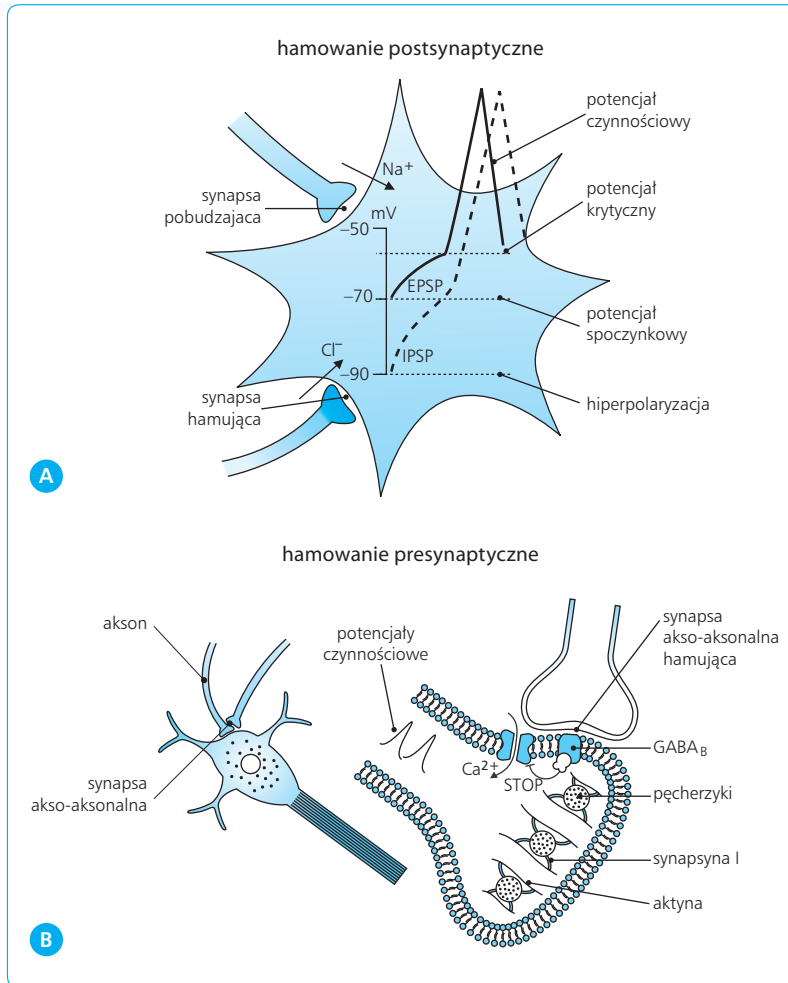 hamowanie postsynaptyczne
potencjał
czynnościowy
Na⁺
synapsa
pobudzajaca
mV
potencjał
krytyczny
−50
EPSP
−70
potencjał
spoczynkowy
Cl⁻
IPSP
−90
synapsa
hamująca
hiperpolaryzacja
A
hamowanie presynaptyczne
akson
potencjały
czynnościowe
synapsa
akso-aksonalna
hamująca
GABA_B
Ca²⁺
STOP
synapsa
akso-aksonalna
pęcherzyki
synapsyna I
aktyna
B